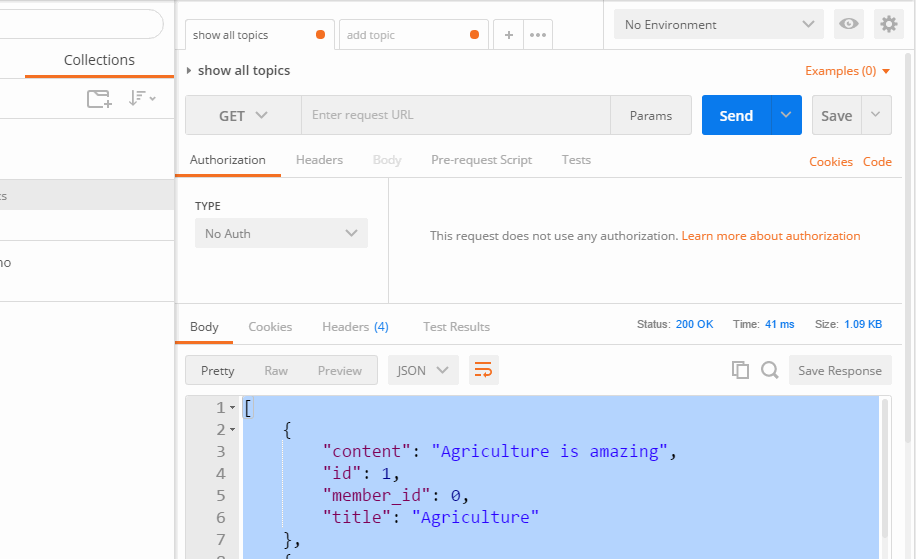 Collections
cs
no
show all topics
add topic
+
•••
No Environment
show all topics
Examples (0)
GET
Enter request URL
Params
Send
Save
Authorization
Headers
Body
Pre-request Script
Tests
Cookies
Code
TYPE
No Auth
This request does not use any authorization. Learn more about authorization
Body
Cookies
Headers (4)
Test Results
Status: 200 OK
Time: 41 ms
Size: 1.09 KB
Pretty
Raw
Preview
JSON
Save Response
1 [
2 {
3 "content": "Agriculture is amazing",
4 "id": 1,
5 "member_id": 0,
6 "title": "Agriculture"
7 },